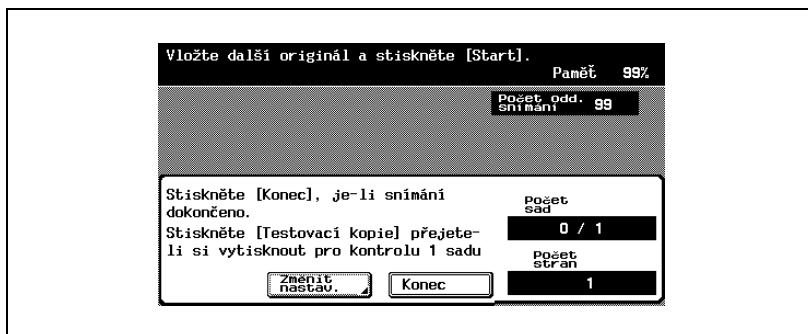 Vložte další originál a stiskněte [Start].
Paměť 99%
Počet odd.
snímání 99
Stiskněte [Konec], je-li snímání
dokončeno.
Stiskněte [Testovací kopie] přejete-
li si vytisknout pro kontrolu 1 sadu
Změnit
nastav.
Konec
Počet
sad
0 / 1
Počet
stran
1